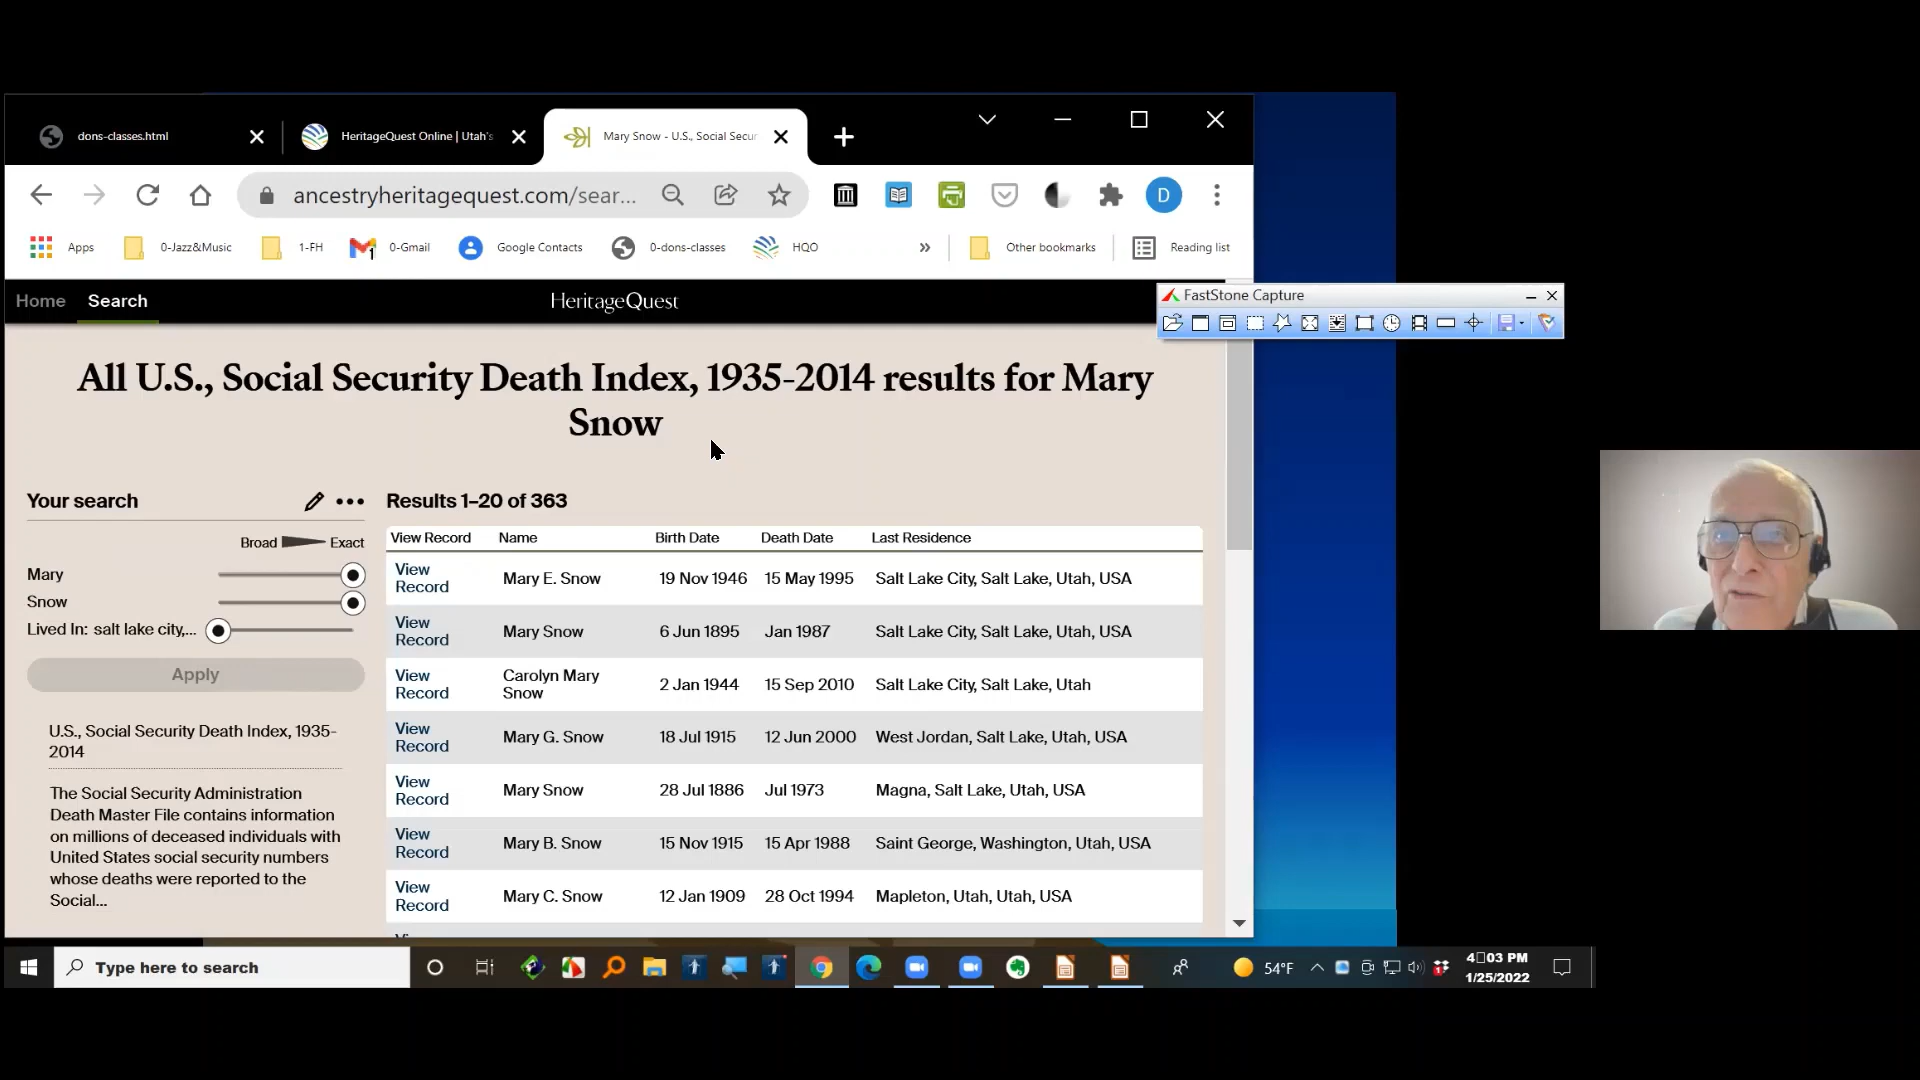 dons-classes.html
HeritageQuest Online | Utah's
Mary Snow - U.S., Social Secur
ancestryheritagequest.com/sear...
D
Apps
0-Jazz&Music
1-FH
1
0-Gmail
Google Contacts
0-dons-classes
HQO
»
Other bookmarks
Reading list
Home
Search
HeritageQuest
FastStone Capture
All U.S., Social Security Death Index, 1935-2014 results for Mary
Snow
Your search
Broad
Exact
Mary
Snow
Lived In: salt lake city,...
Apply
U.S., Social Security Death Index, 1935-
2014
The Social Security Administration
Death Master File contains information
on millions of deceased individuals with
United States social security numbers
whose deaths were reported to the
Social...
Results 1–20 of 363
View Record Name Birth Date Death Date Last Residence
View
Record
Mary E. Snow 19 Nov 1946 15 May 1995 Salt Lake City, Salt Lake, Utah, USA
View
Record
Mary Snow 6 Jun 1895 Jan 1987 Salt Lake City, Salt Lake, Utah, USA
View
Record
Carolyn Mary
Snow
2 Jan 1944 15 Sep 2010 Salt Lake City, Salt Lake, Utah
View
Record
Mary G. Snow 18 Jul 1915 12 Jun 2000 West Jordan, Salt Lake, Utah, USA
View
Record
Mary Snow 28 Jul 1886 Jul 1973 Magna, Salt Lake, Utah, USA
View
Record
Mary B. Snow 15 Nov 1915 15 Apr 1988 Saint George, Washington, Utah, USA
View
Record
Mary C. Snow 12 Jan 1909 28 Oct 1994 Mapleton, Utah, Utah, USA
Type here to search
54°F
4▯03 PM
1/25/2022